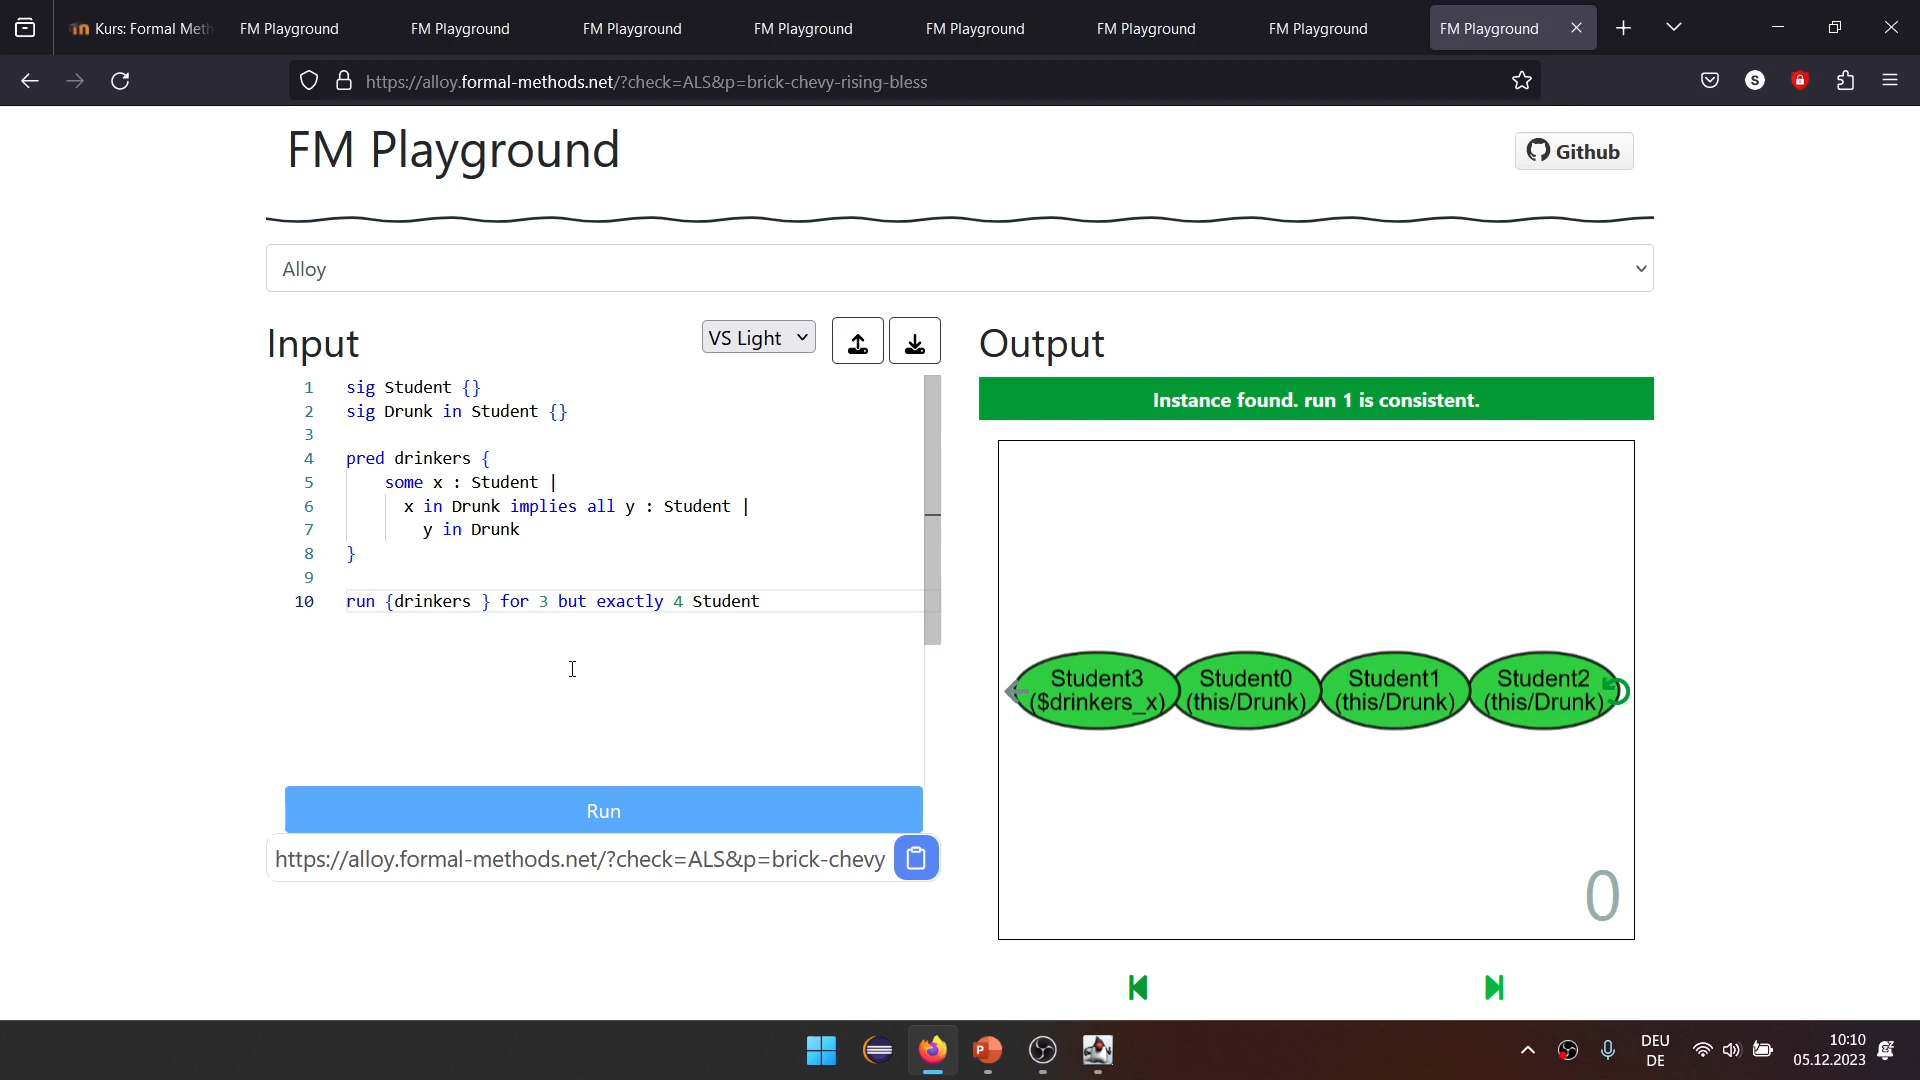 Kurs: Formal Meth
FM Playground
FM Playground
FM Playground
FM Playground
FM Playground
FM Playground
FM Playground
FM Playground
https://alloy.formal-methods.net/?check=ALS&p=brick-chevy-rising-bless
S
FM Playground
Github
Alloy
Input
VS Light
Output
1 sig Student {}
2 sig Drunk in Student {}
3
4 pred drinkers {
5 some x : Student |
6 x in Drunk implies all y : Student |
7 y in Drunk
8 }
9
10 run {drinkers } for 3 but exactly 4 Student
Instance found. run 1 is consistent.
Student3
($drinkers_x)
Student0
(this/Drunk)
Student1
(this/Drunk)
Student2
(this/Drunk)
0
Run
https://alloy.formal-methods.net/?check=ALS&p=brick-chevy
P
DEU
DE
10:10
05.12.2023